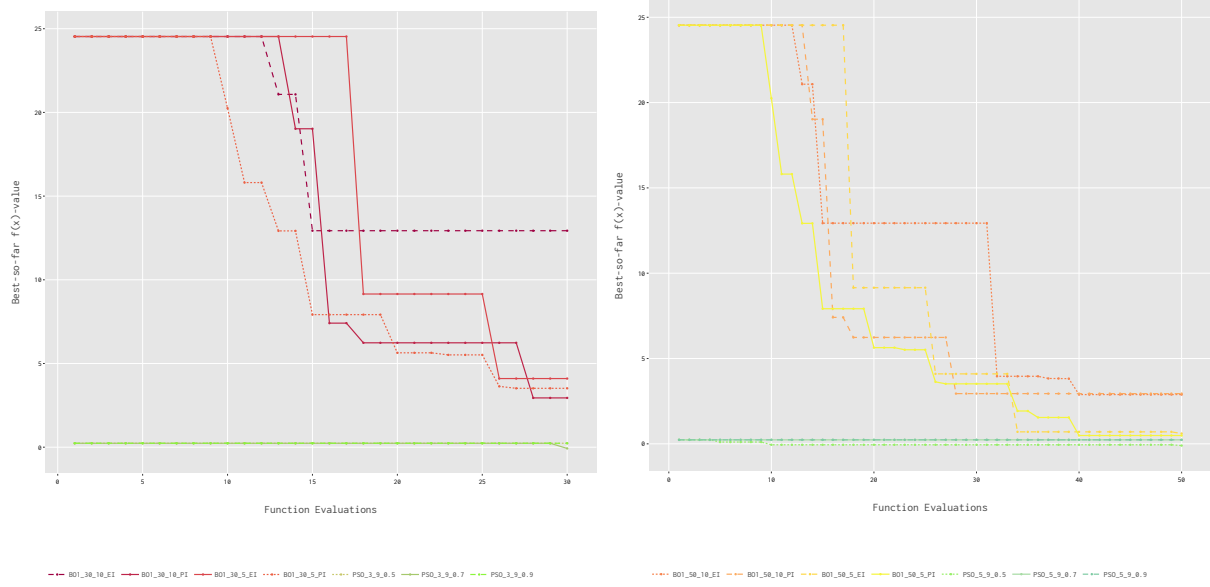 25
20
15
10
5
0
Best-so-far f(x)-value
0 5 10 15 20 25 30
Function Evaluations
BO1_30_10_EI BO1_30_10_PI BO1_30_5_EI BO1_30_5_PI PSO_3_9_0.5 PSO_3_9_0.7 PSO_3_9_0.9
25
20
15
10
5
0
Best-so-far f(x)-value
0 10 20 30 40 50
Function Evaluations
BO1_50_10_EI BO1_50_10_PI BO1_50_5_EI BO1_50_5_PI PSO_5_9_0.5 PSO_5_9_0.7 PSO_5_9_0.9